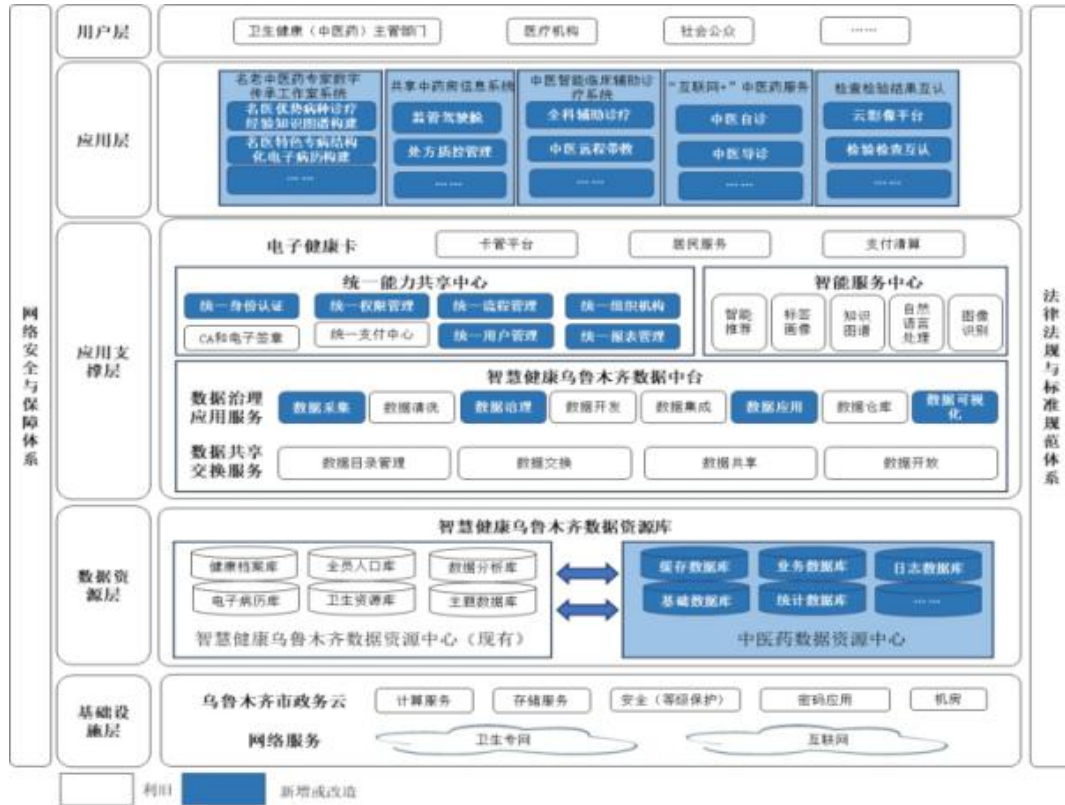 用户层
卫生健康（中医药）主管部门
医疗机构
社会公众
……
应用层
名老中医药专家数字
传承工作室系统
名医优势病种诊疗
经验知识图谱构建
名医特色专病结构
化电子病历构建
……
共享中药房信息系统
监管驾驶舱
处方质控管理
……
中医智能临床辅助诊
疗系统
全科辅助诊疗
中医远程带教
……
“互联网+”中医药服务
中医自诊
中医导诊
……
检查检验结果互认
云影像平台
检验检查互认
……
网络安全与保障体系
法律法规与标准规范体系
应用支
撑层
电子健康卡
卡管平台
居民服务
支付清算
统一能力共享中心
统一身份认证
统一权限管理
统一流程管理
统一组织机构
CA和电子签章
统一支付中心
统一用户管理
统一报表管理
智能服务中心
智能
推荐
标签
画像
知识
图谱
自然
语言
处理
图像
识别
智慧健康乌鲁木齐数据中台
数据治理
应用服务
数据采集
数据清洗
数据治理
数据开发
数据集成
数据应用
数据仓库
数据可视
化
数据共享
交换服务
数据目录管理
数据交换
数据共享
数据开放
数据资
源层
智慧健康乌鲁木齐数据资源库
健康档案库
全员人口库
数据分析库
电子病历库
卫生资源库
主题数据库
智慧健康乌鲁木齐数据资源中心（现有）
缓存数据库
业务数据库
日志数据库
基础数据库
统计数据库
……
中医药数据资源中心
基础设
施层
乌鲁木齐市政务云
计算服务
存储服务
安全（等级保护）
密码应用
机房
网络服务
卫生专网
互联网
利旧
新增或改造